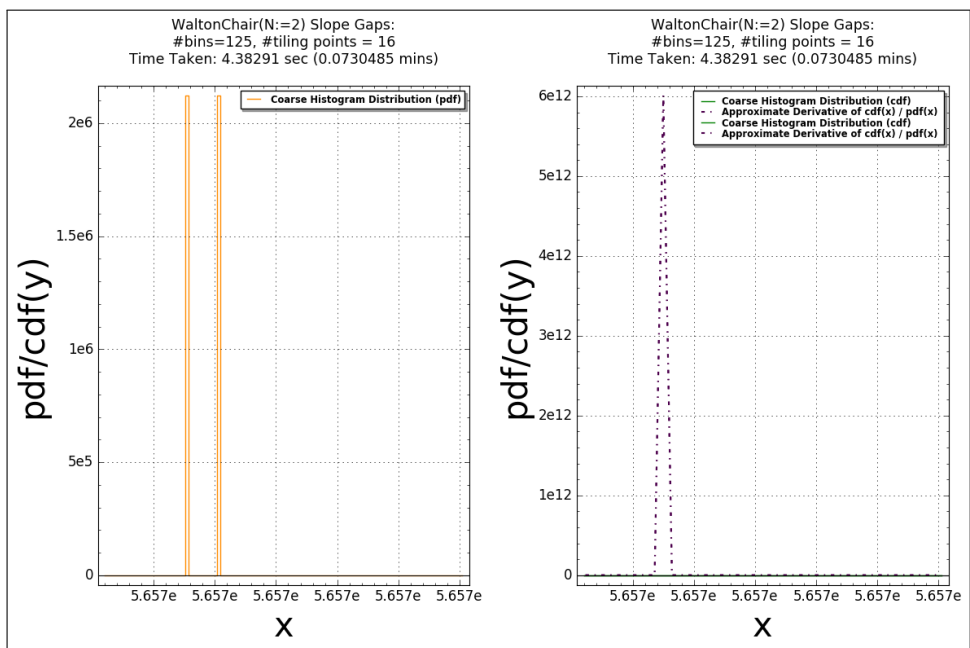 WaltonChair(N:=2) Slope Gaps:
#bins=125, #tiling points = 16
Time Taken: 4.38291 sec (0.0730485 mins)
Coarse Histogram Distribution (pdf)
2e6
1.5e6
1e6
5e5
0
pdf/cdf(y)
5.657e 5.657e 5.657e 5.657e 5.657e 5.657e
x
WaltonChair(N:=2) Slope Gaps:
#bins=125, #tiling points = 16
Time Taken: 4.38291 sec (0.0730485 mins)
Coarse Histogram Distribution (cdf)
Approximate Derivative of cdf(x) / pdf(x)
Coarse Histogram Distribution (cdf)
Approximate Derivative of cdf(x) / pdf(x)
6e12
5e12
4e12
3e12
2e12
1e12
0
pdf/cdf(y)
5.657e 5.657e 5.657e 5.657e 5.657e 5.657e
x